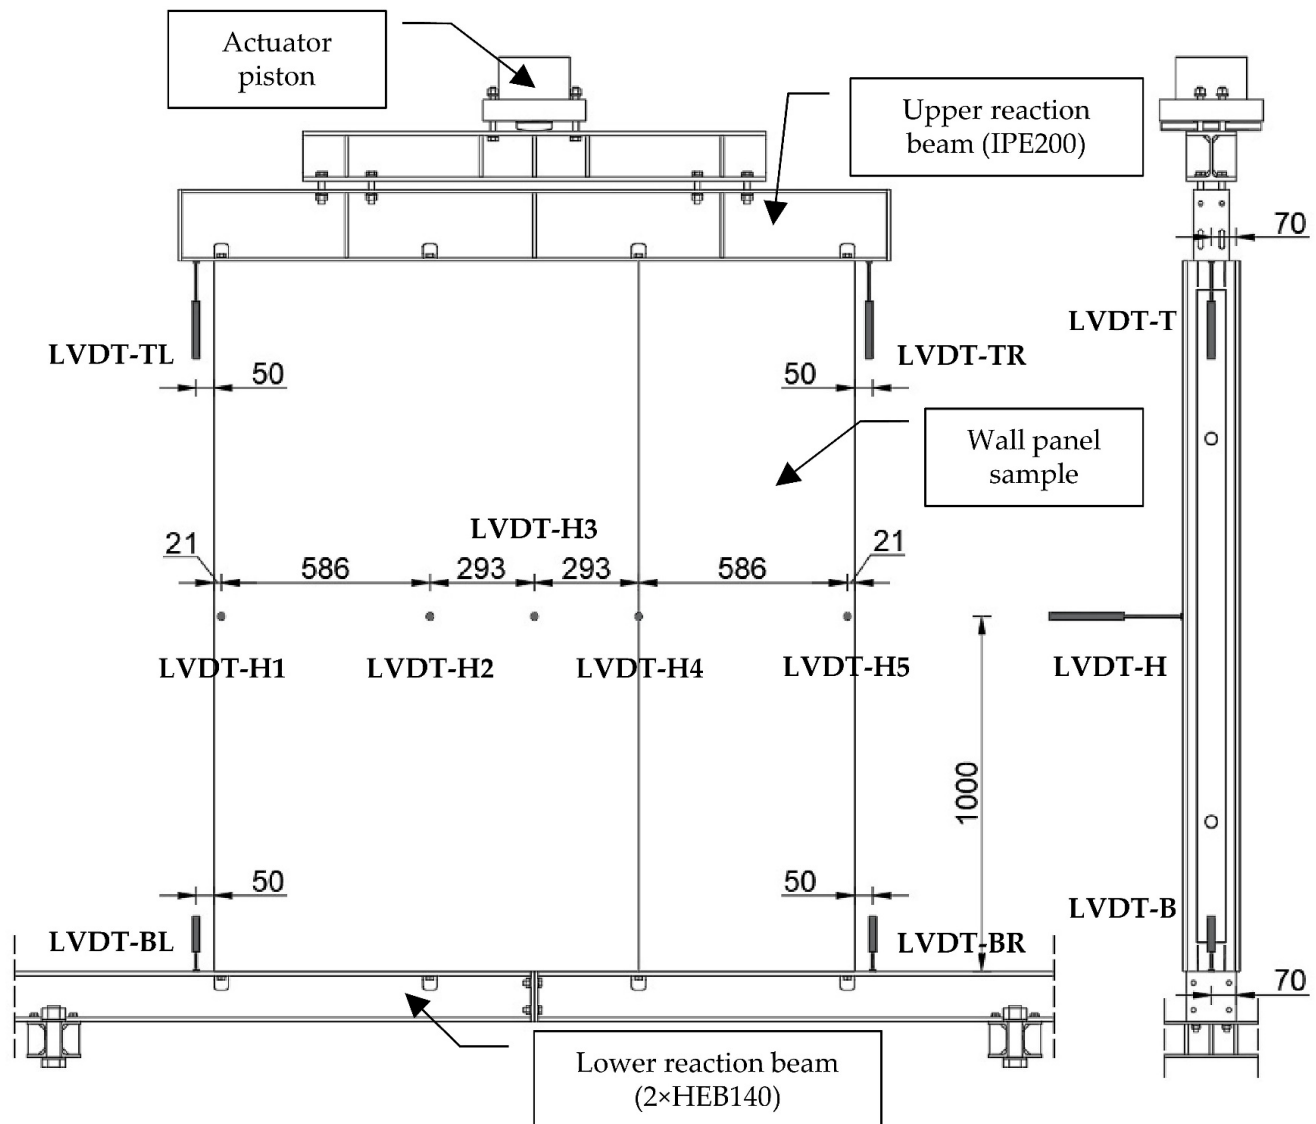 Actuator
piston
Upper reaction
beam (IPE200)
70
LVDT-TL
LVDT-TR
LVDT-T
50
50
Wall panel
sample
LVDT-H3
21
586
293
293
586
21
LVDT-H1
LVDT-H2
LVDT-H4
LVDT-H5
LVDT-H
1000
50
50
LVDT-BL
LVDT-BR
LVDT-B
70
Lower reaction beam
(2×HEB140)